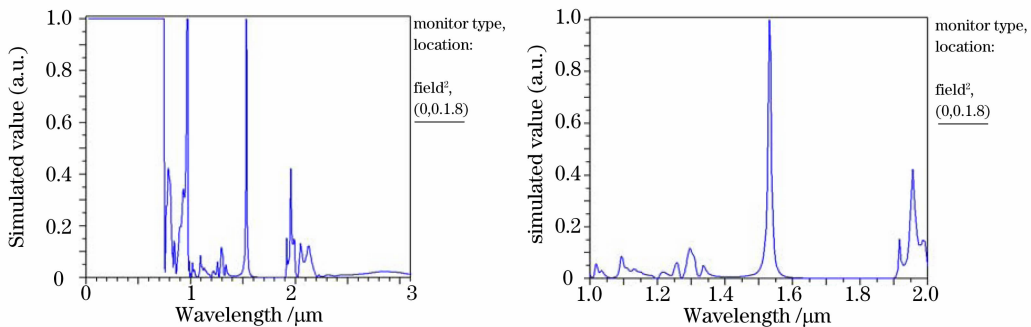 Simulated value (a.u.)
1.0
0.8
0.6
0.4
0.2
0
0
1
2
3
Wavelength /μm
monitor type,
location:
field²,
(0,0.1.8)
simulated value (a.u.)
1.0
0.8
0.6
0.4
0.2
0
1.0
1.2
1.4
1.6
1.8
2.0
Wavelength /μm
monitor type,
location:
field²,
(0,0.1.8)